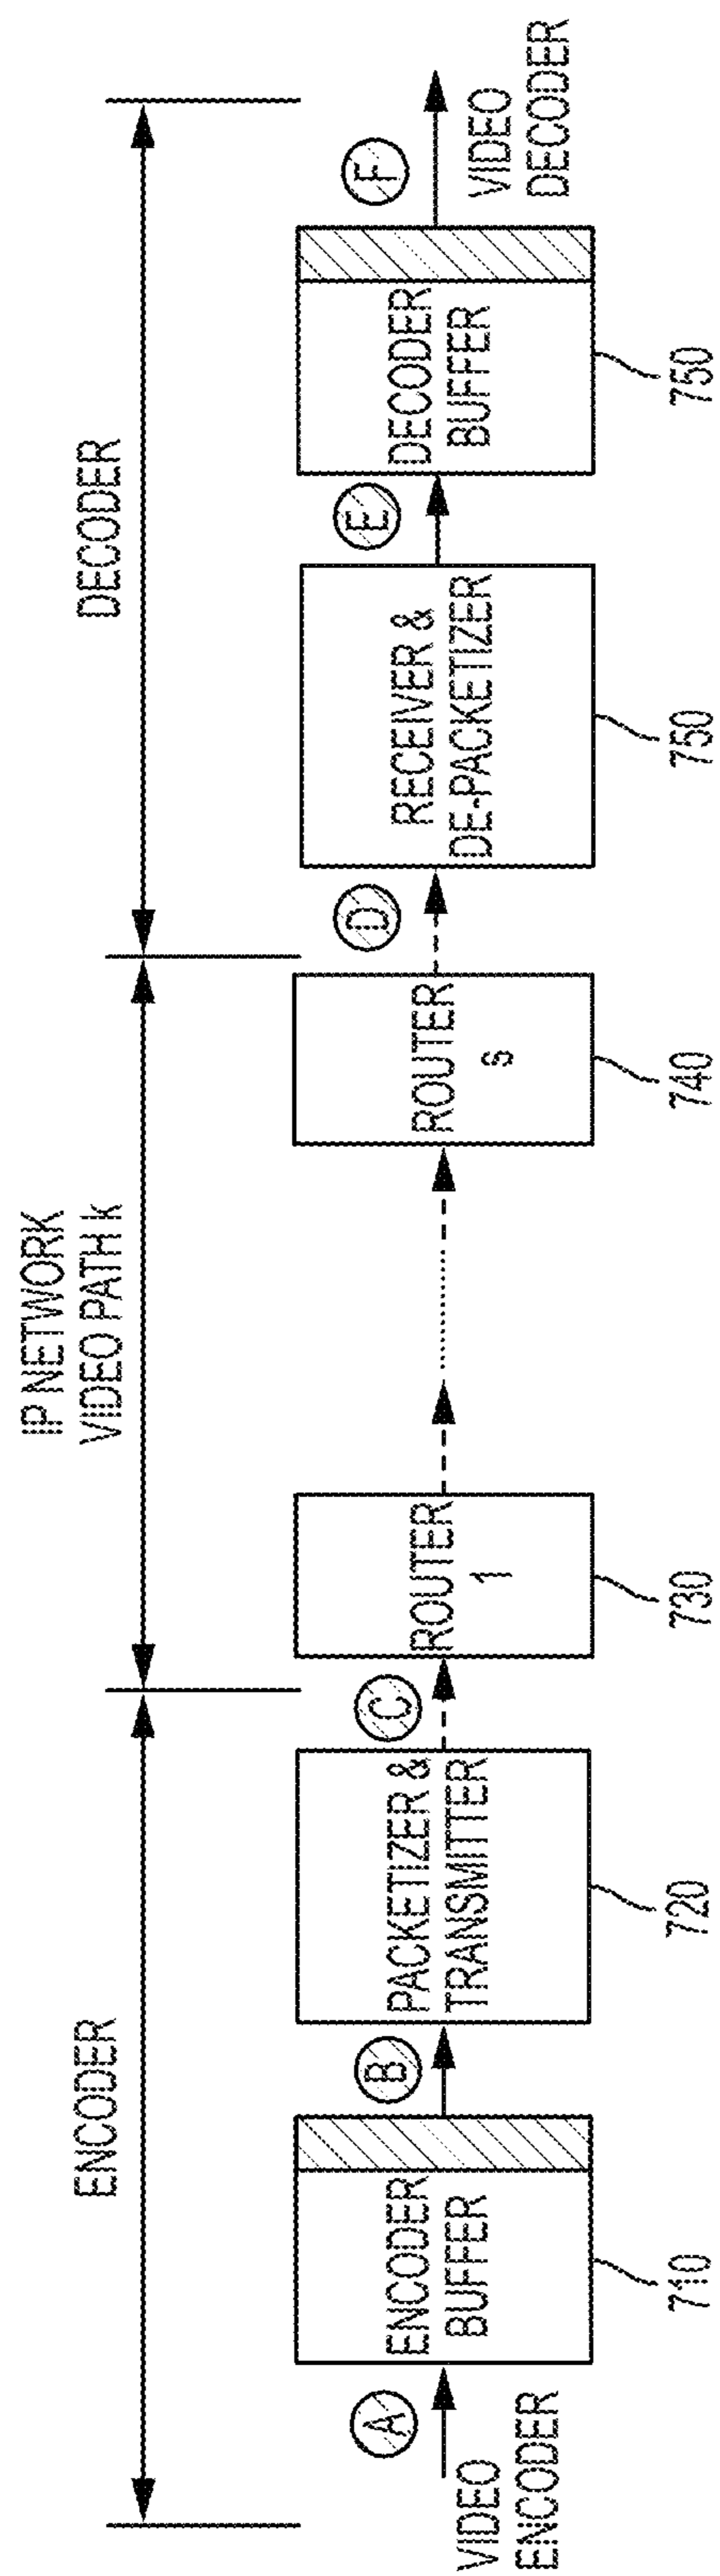 ENCODER
IP NETWORK
VIDEO PATH k
DECODER
A
B
C
D
E
F
VIDEO
ENCODER
ENCODER
BUFFER
PACKETIZER &
TRANSMITTER
ROUTER
1
ROUTER
s
RECEIVER &
DE-PACKETIZER
DECODER
BUFFER
VIDEO
DECODER
710
720
730
740
750
750